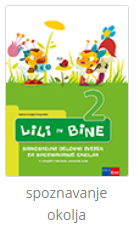 2
LILI IN BINE
SAMOSTOJNI DELOVNI ZVEZEK
ZA SPOZNAVANJE OKOLJA
spoznavanje
okolja